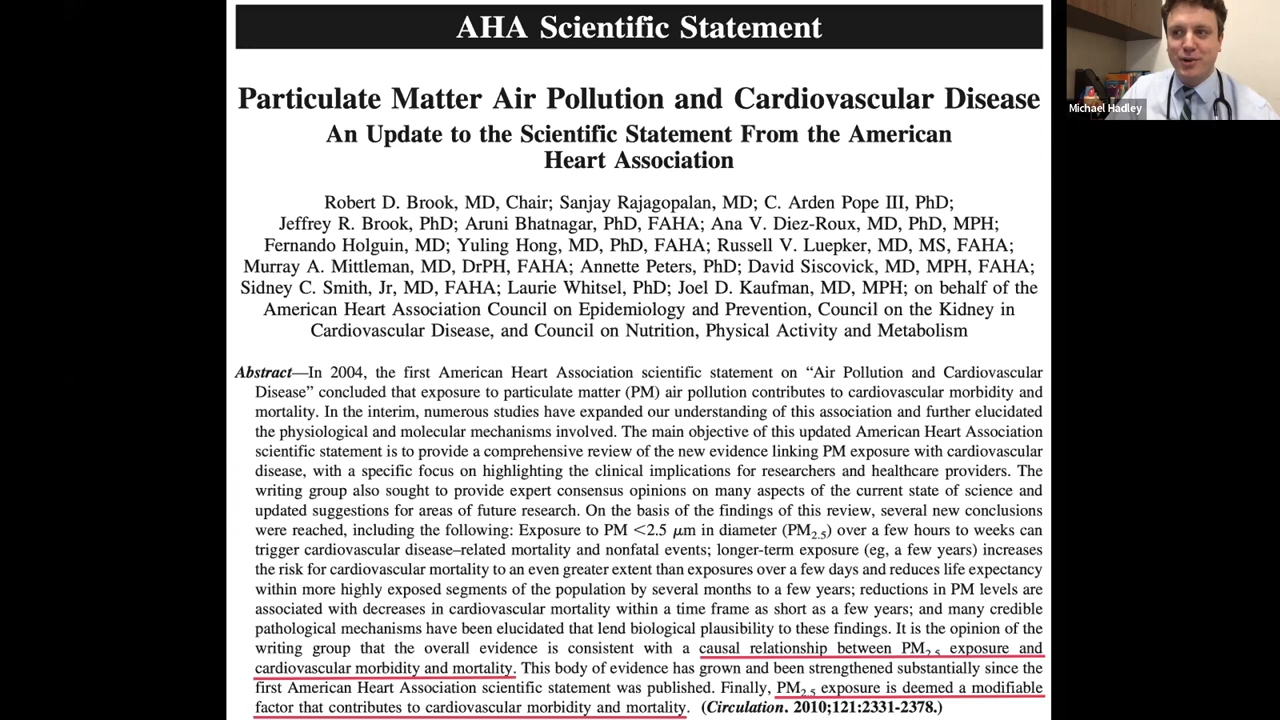 AHA Scientific Statement
Particulate Matter Air Pollution and Cardiovascular Disease
An Update to the Scientific Statement From the American
Heart Association
Robert D. Brook, MD, Chair; Sanjay Rajagopalan, MD; C. Arden Pope III, PhD;
Jeffrey R. Brook, PhD; Aruni Bhatnagar, PhD, FAHA; Ana V. Diez-Roux, MD, PhD, MPH;
Fernando Holguin, MD; Yuling Hong, MD, PhD, FAHA; Russell V. Luepker, MD, MS, FAHA;
Murray A. Mittleman, MD, DrPH, FAHA; Annette Peters, PhD; David Siscovick, MD, MPH, FAHA;
Sidney C. Smith, Jr, MD, FAHA; Laurie Whitsel, PhD; Joel D. Kaufman, MD, MPH; on behalf of the
American Heart Association Council on Epidemiology and Prevention, Council on the Kidney in
Cardiovascular Disease, and Council on Nutrition, Physical Activity and Metabolism
Abstract—In 2004, the first American Heart Association scientific statement on “Air Pollution and Cardiovascular
Disease” concluded that exposure to particulate matter (PM) air pollution contributes to cardiovascular morbidity and
mortality. In the interim, numerous studies have expanded our understanding of this association and further elucidated
the physiological and molecular mechanisms involved. The main objective of this updated American Heart Association
scientific statement is to provide a comprehensive review of the new evidence linking PM exposure with cardiovascular
disease, with a specific focus on highlighting the clinical implications for researchers and healthcare providers. The
writing group also sought to provide expert consensus opinions on many aspects of the current state of science and
updated suggestions for areas of future research. On the basis of the findings of this review, several new conclusions
were reached, including the following: Exposure to PM <2.5 μm in diameter (PM2.5) over a few hours to weeks can
trigger cardiovascular disease–related mortality and nonfatal events; longer-term exposure (eg, a few years) increases
the risk for cardiovascular mortality to an even greater extent than exposures over a few days and reduces life expectancy
within more highly exposed segments of the population by several months to a few years; reductions in PM levels are
associated with decreases in cardiovascular mortality within a time frame as short as a few years; and many credible
pathological mechanisms have been elucidated that lend biological plausibility to these findings. It is the opinion of the
writing group that the overall evidence is consistent with a causal relationship between PM2.5 exposure and
cardiovascular morbidity and mortality. This body of evidence has grown and been strengthened substantially since the
first American Heart Association scientific statement was published. Finally, PM2.5 exposure is deemed a modifiable
factor that contributes to cardiovascular morbidity and mortality. (Circulation. 2010;121:2331-2378.)
Michael Hadley